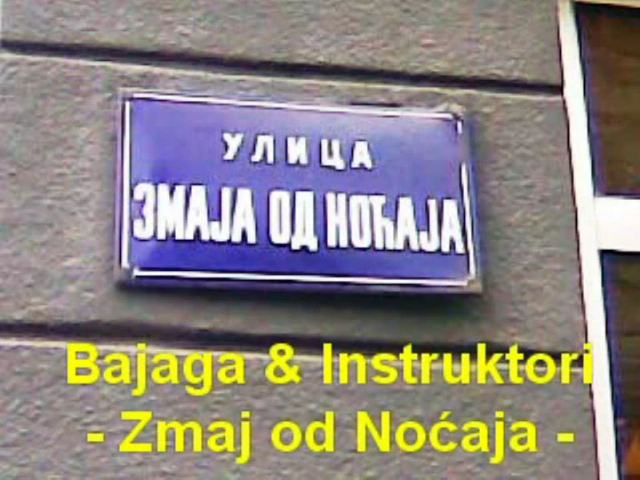 УЛИЦА
ЗМАЈА ОД НОЋАЈА
Bajaga & Instruktori
- Zmaj od Noćaja -